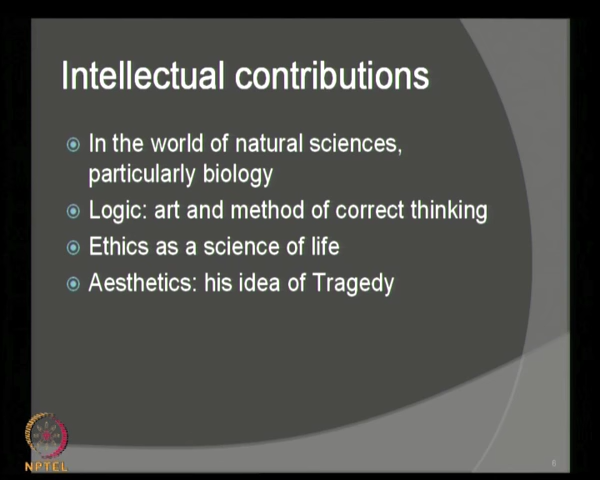 Intellectual contributions
In the world of natural sciences,
particularly biology
Logic: art and method of correct thinking
Ethics as a science of life
Aesthetics: his idea of Tragedy
NPTEL